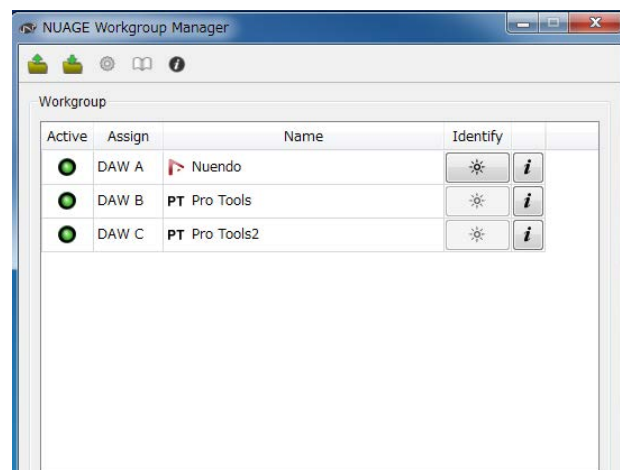 NUAGE Workgroup Manager
Workgroup
Active Assign Name Identify
DAW A Nuendo i
DAW B PT Pro Tools i
DAW C PT Pro Tools2 i